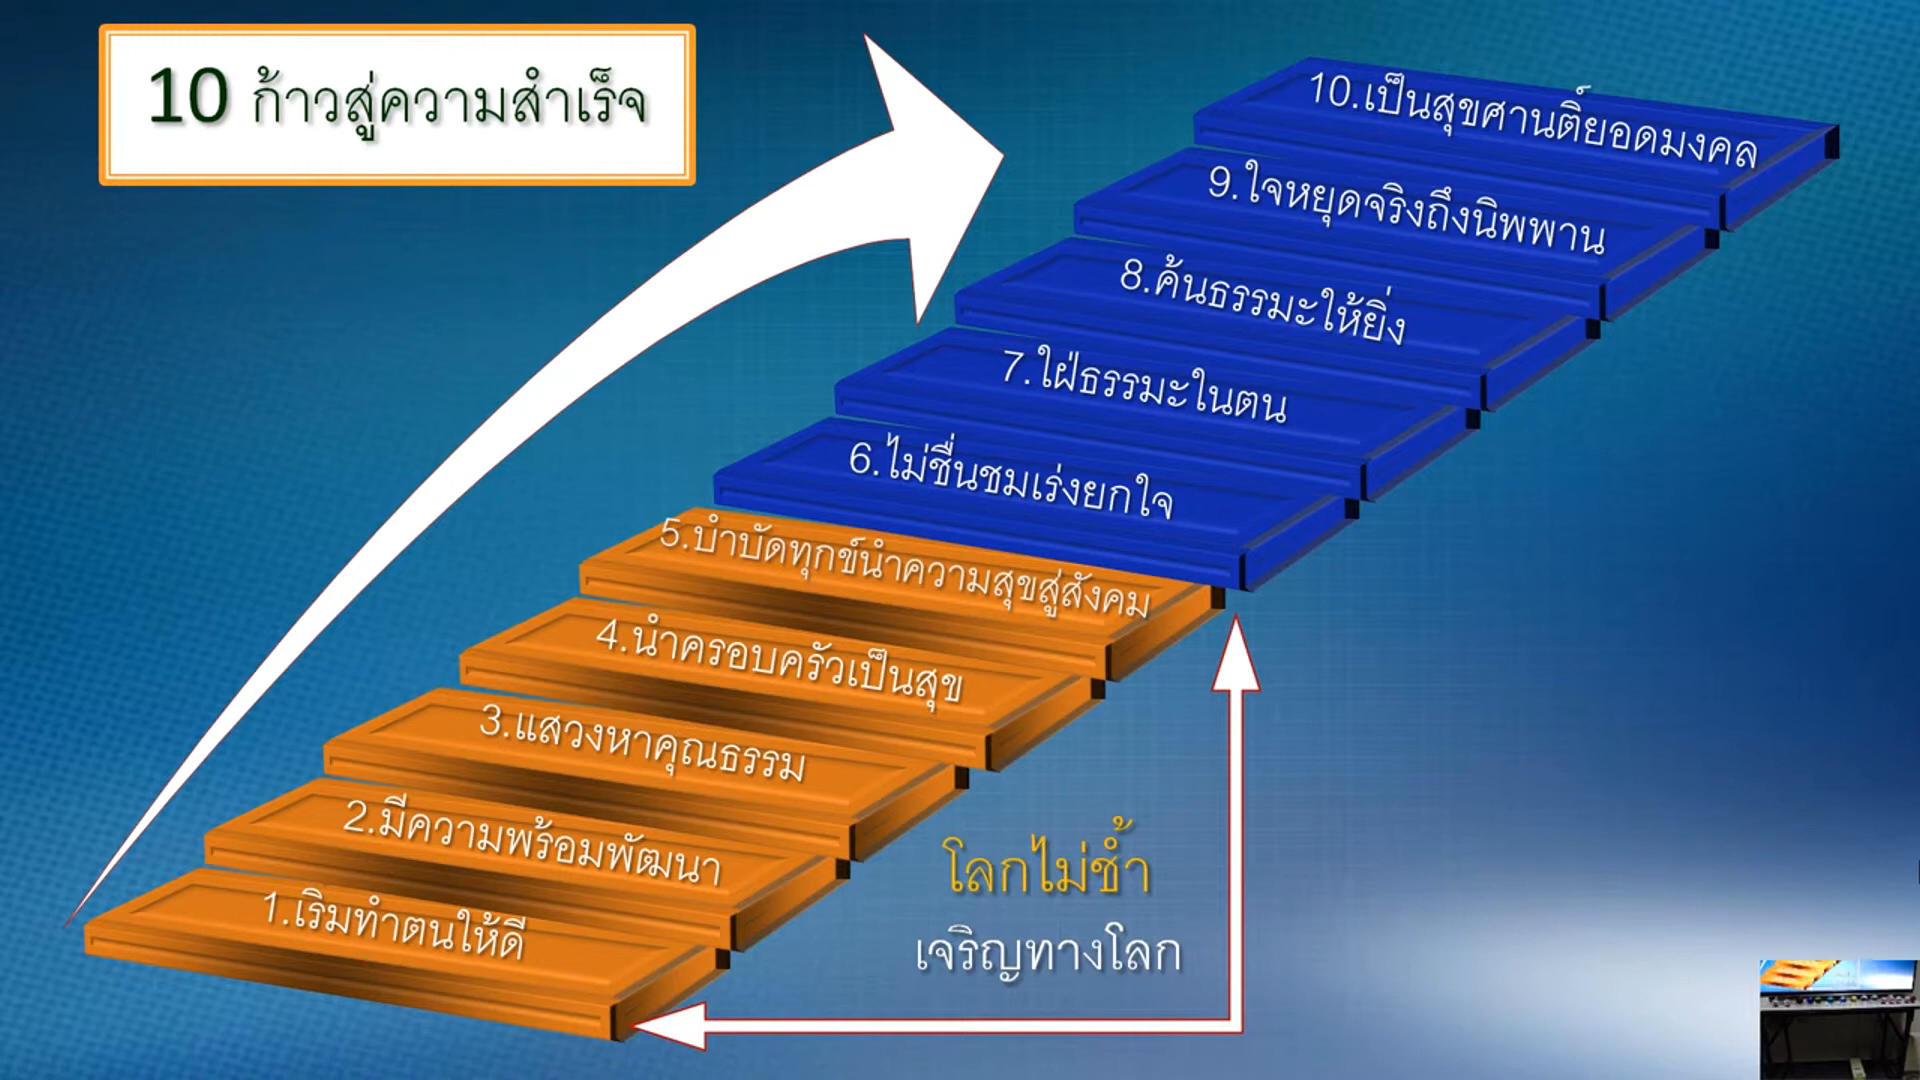 10 ก้าวสู่ความสำเร็จ
10.เป็นสุขศานติ์ยอดมงคล
9.ใจหยุดจริงถึงนิพพาน
8.ค้นธรรมะให้ยิ่ง
7.ใฝ่ธรรมะในตน
6.ไม่ชื่นชมเร่งยกใจ
5.บำบัดทุกข์นำความสุขสู่สังคม
4.นำครอบครัวเป็นสุข
3.แสวงหาคุณธรรม
2.มีความพร้อมพัฒนา
1.เริ่มทำตนให้ดี
โลกไม่ช้ำ
เจริญทางโลก